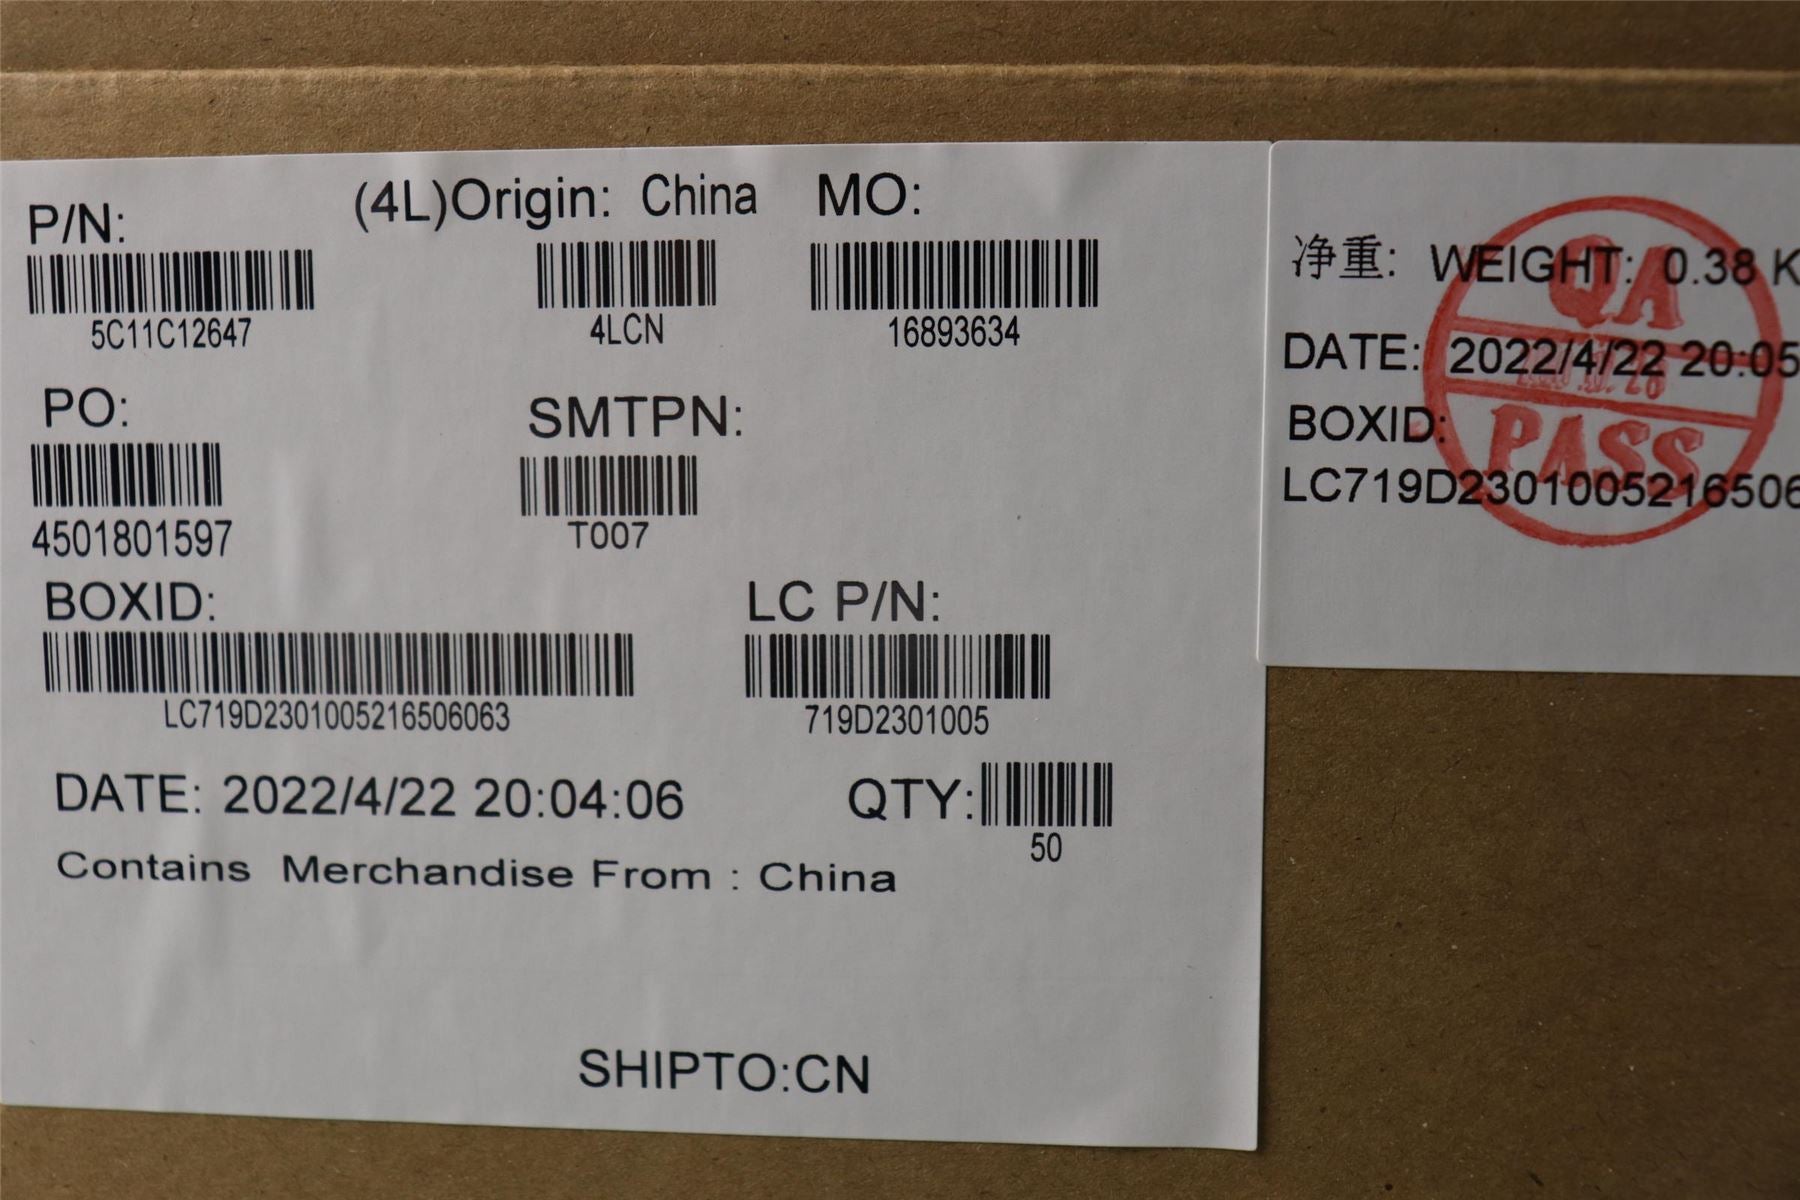 P/N:
(4L)Origin: China
MO:
5C11C12647
4LCN
16893634
PO:
SMTPN:
4501801597
T007
BOXID:
LC P/N:
LC719D2301005216506063
719D2301005
DATE: 2022/4/22 20:04:06
QTY:
50
Contains Merchandise From : China
SHIPTO:CN
净重: WEIGHT: 0.38 K
DATE: 2022/4/22 20:05
BOXID:
LC719D2301005216506
QA
PASS